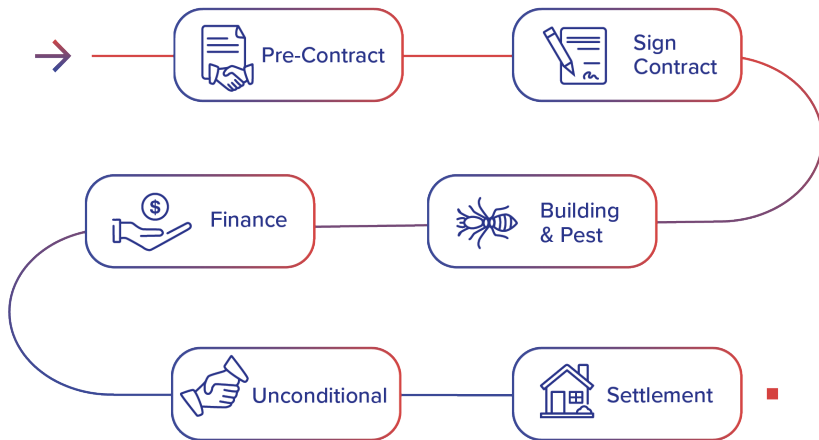 Pre-Contract
Sign
Contract
Building
& Pest
Finance
$
Unconditional
Settlement